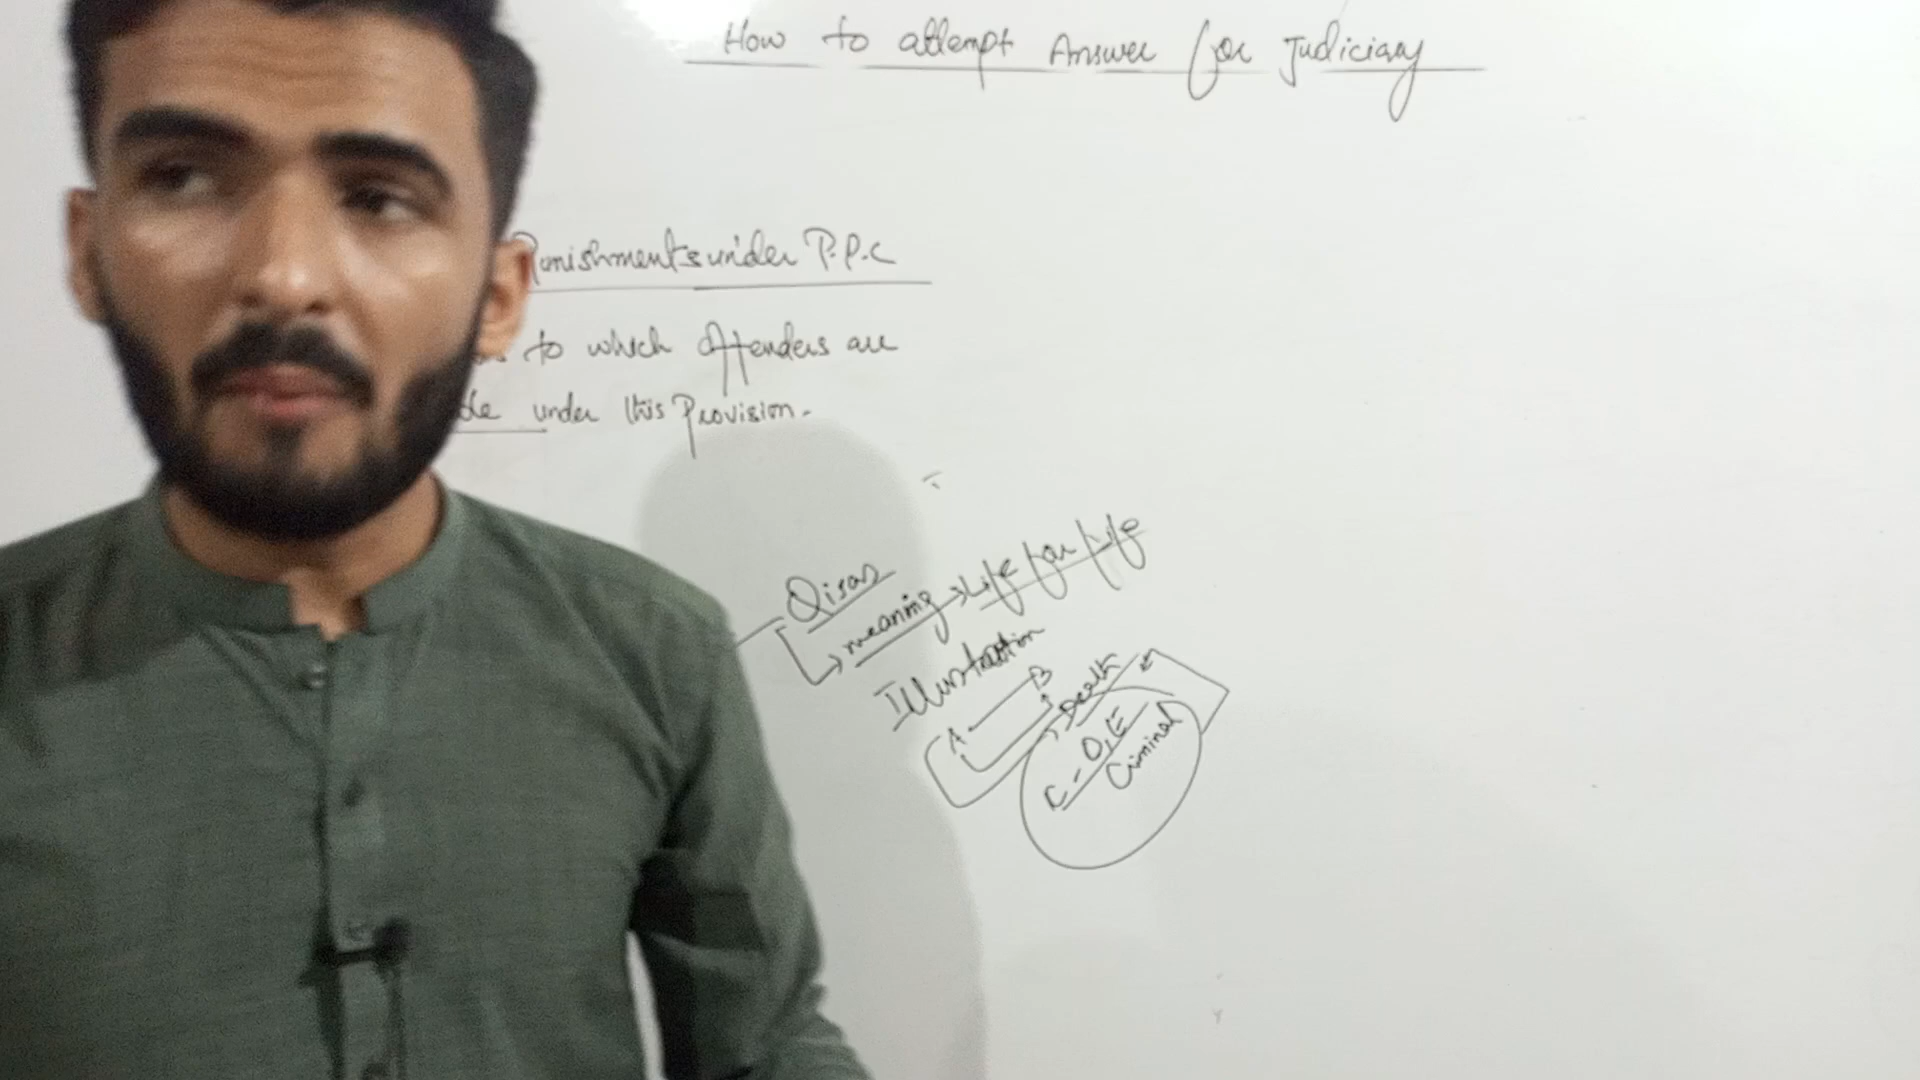 How to attempt Answer for Judiciary
Punishments under P.P.C
to which offenders are
under this Provision.
Qisas
meaning → Life for Life
Illustration
A B
Death
C - D, E
Criminal